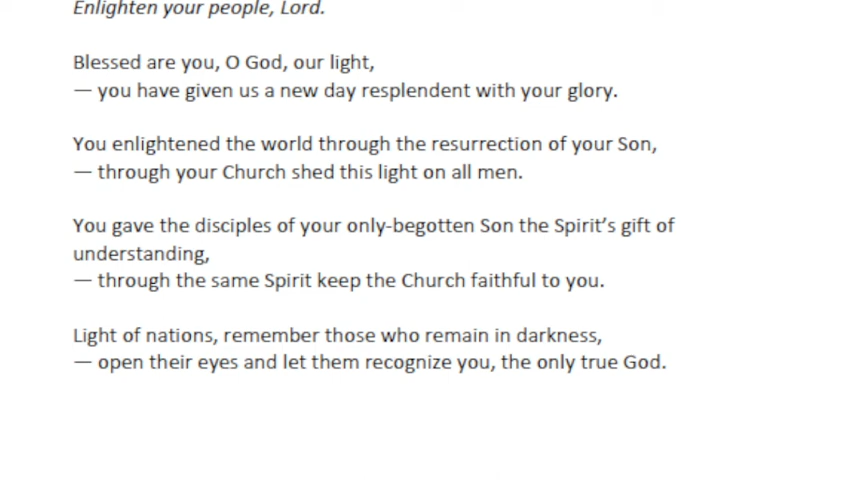 Enlighten your people, Lord.
Blessed are you, O God, our light,
— you have given us a new day resplendent with your glory.
You enlightened the world through the resurrection of your Son,
— through your Church shed this light on all men.
You gave the disciples of your only-begotten Son the Spirit’s gift of
understanding,
— through the same Spirit keep the Church faithful to you.
Light of nations, remember those who remain in darkness,
— open their eyes and let them recognize you, the only true God.